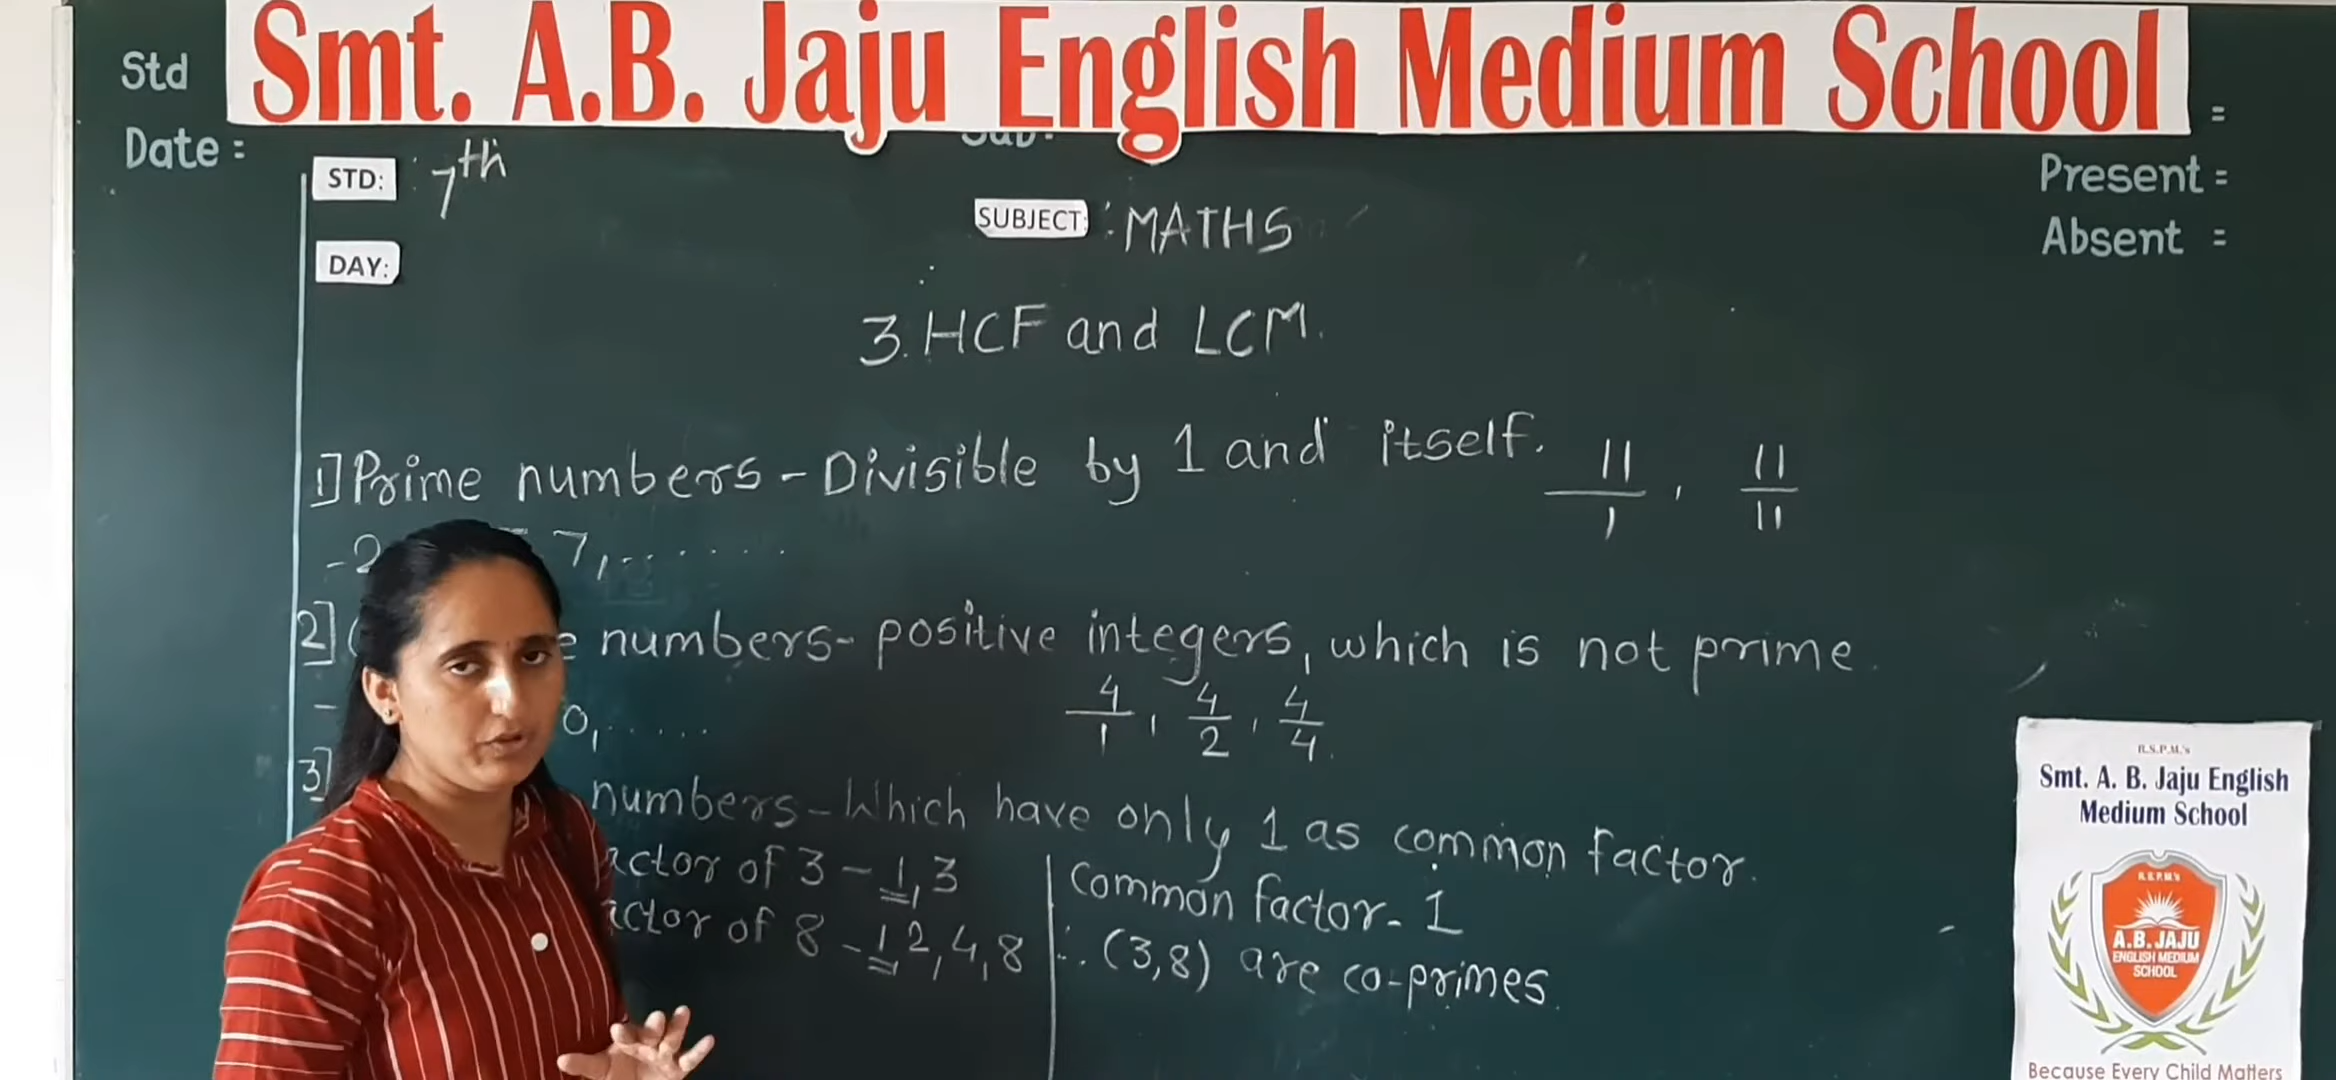 Smt. A.B. Jaju English Medium School
Std
Date :
=
Present =
Absent =
STD: : 7th
SUBJECT: : MATHS
DAY:
3. HCF and LCM.
1] Prime numbers - Divisible by 1 and itself. 11/1, 11/11
- 2 7, .......
2] numbers - positive integers, which is not prime.
- 0, ..... 4/1, 4/2, 4/4.
3] numbers - Which have only 1 as common factor.
actor of 3 - 1, 3
actor of 8 - 1, 2, 4, 8
Common factor - 1
∴ (3,8) are co-primes.
R.S.P.M.'s
Smt. A. B. Jaju English
Medium School
R.S.P.M.'s
A.B. JAJU
ENGLISH MEDIUM
SCHOOL
Because Every Child Matters